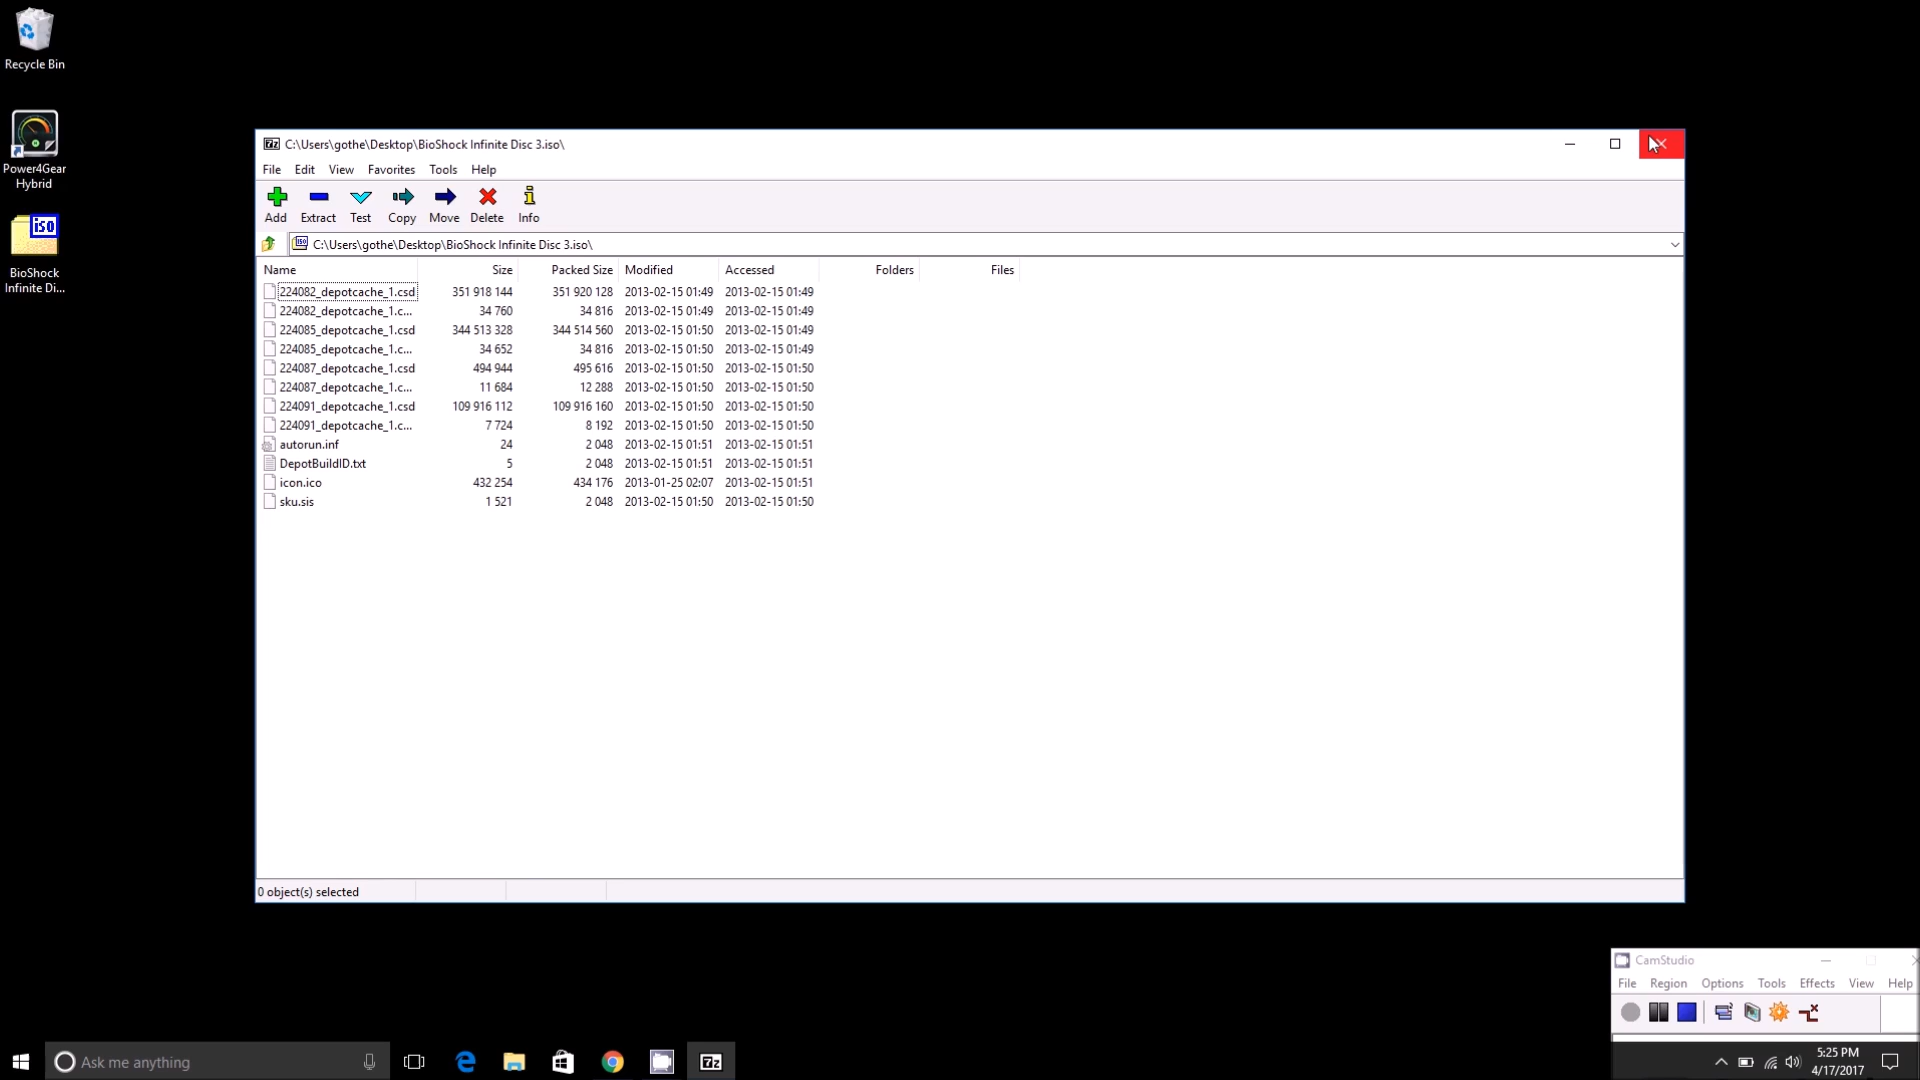 Recycle Bin
Power4Gear
Hybrid
iso
BioShock
Infinite Di...
7z C:\Users\gothe\Desktop\BioShock Infinite Disc 3.iso\
File Edit View Favorites Tools Help
Add Extract Test Copy Move Delete Info
iso C:\Users\gothe\Desktop\BioShock Infinite Disc 3.iso\
Name Size Packed Size Modified Accessed Folders Files
224082_depotcache_1.csd 351 918 144 351 920 128 2013-02-15 01:49 2013-02-15 01:49
224082_depotcache_1.c... 34 760 34 816 2013-02-15 01:49 2013-02-15 01:49
224085_depotcache_1.csd 344 513 328 344 514 560 2013-02-15 01:50 2013-02-15 01:49
224085_depotcache_1.c... 34 652 34 816 2013-02-15 01:50 2013-02-15 01:49
224087_depotcache_1.csd 494 944 495 616 2013-02-15 01:50 2013-02-15 01:50
224087_depotcache_1.c... 11 684 12 288 2013-02-15 01:50 2013-02-15 01:50
224091_depotcache_1.csd 109 916 112 109 916 160 2013-02-15 01:50 2013-02-15 01:50
224091_depotcache_1.c... 7 724 8 192 2013-02-15 01:50 2013-02-15 01:50
autorun.inf 24 2 048 2013-02-15 01:51 2013-02-15 01:51
DepotBuildID.txt 5 2 048 2013-02-15 01:51 2013-02-15 01:51
icon.ico 432 254 434 176 2013-01-25 02:07 2013-02-15 01:51
sku.sis 1 521 2 048 2013-02-15 01:50 2013-02-15 01:50
0 object(s) selected
CamStudio
File Region Options Tools Effects View Help
Ask me anything
7z
5:25 PM
4/17/2017